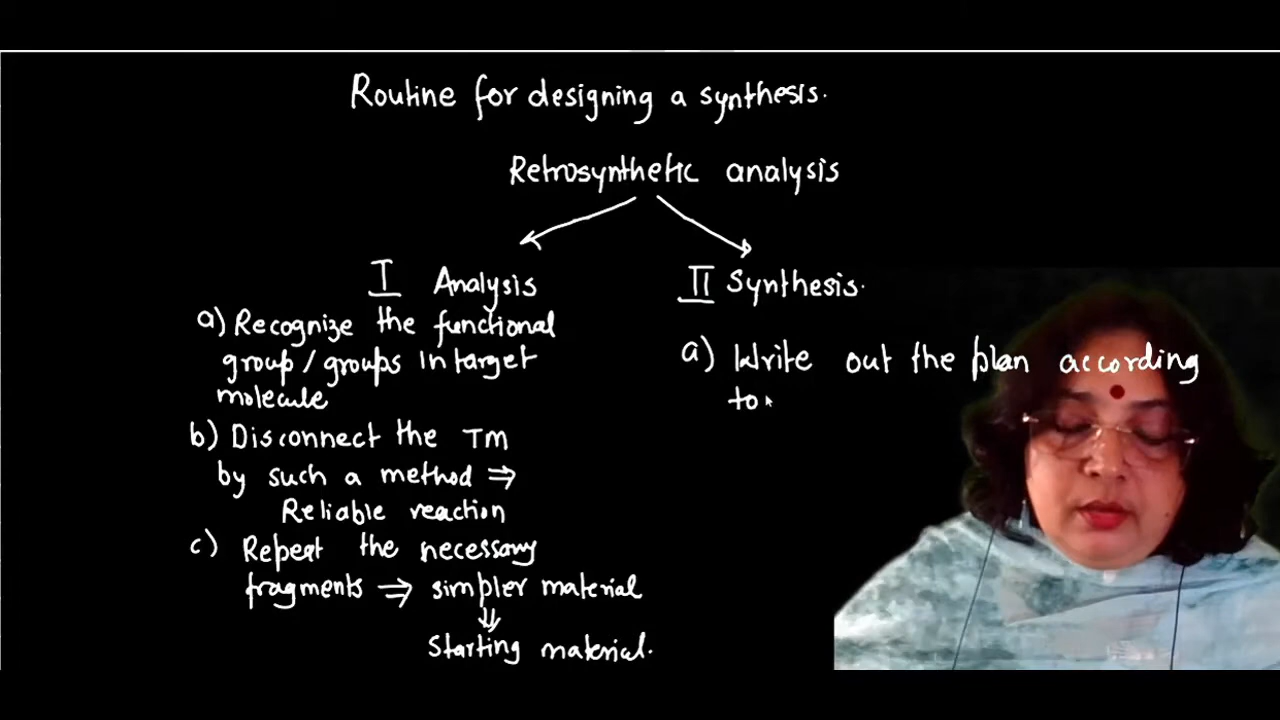 Routine for designing a synthesis.
Retrosynthetic analysis
I Analysis
a) Recognize the functional
group/groups in target
molecule
b) Disconnect the TM
by such a method ⇒
Reliable reaction
c) Repeat the necessary
fragments ⇒ simpler material
⇓
Starting material.
II Synthesis.
a) Write out the plan according
to